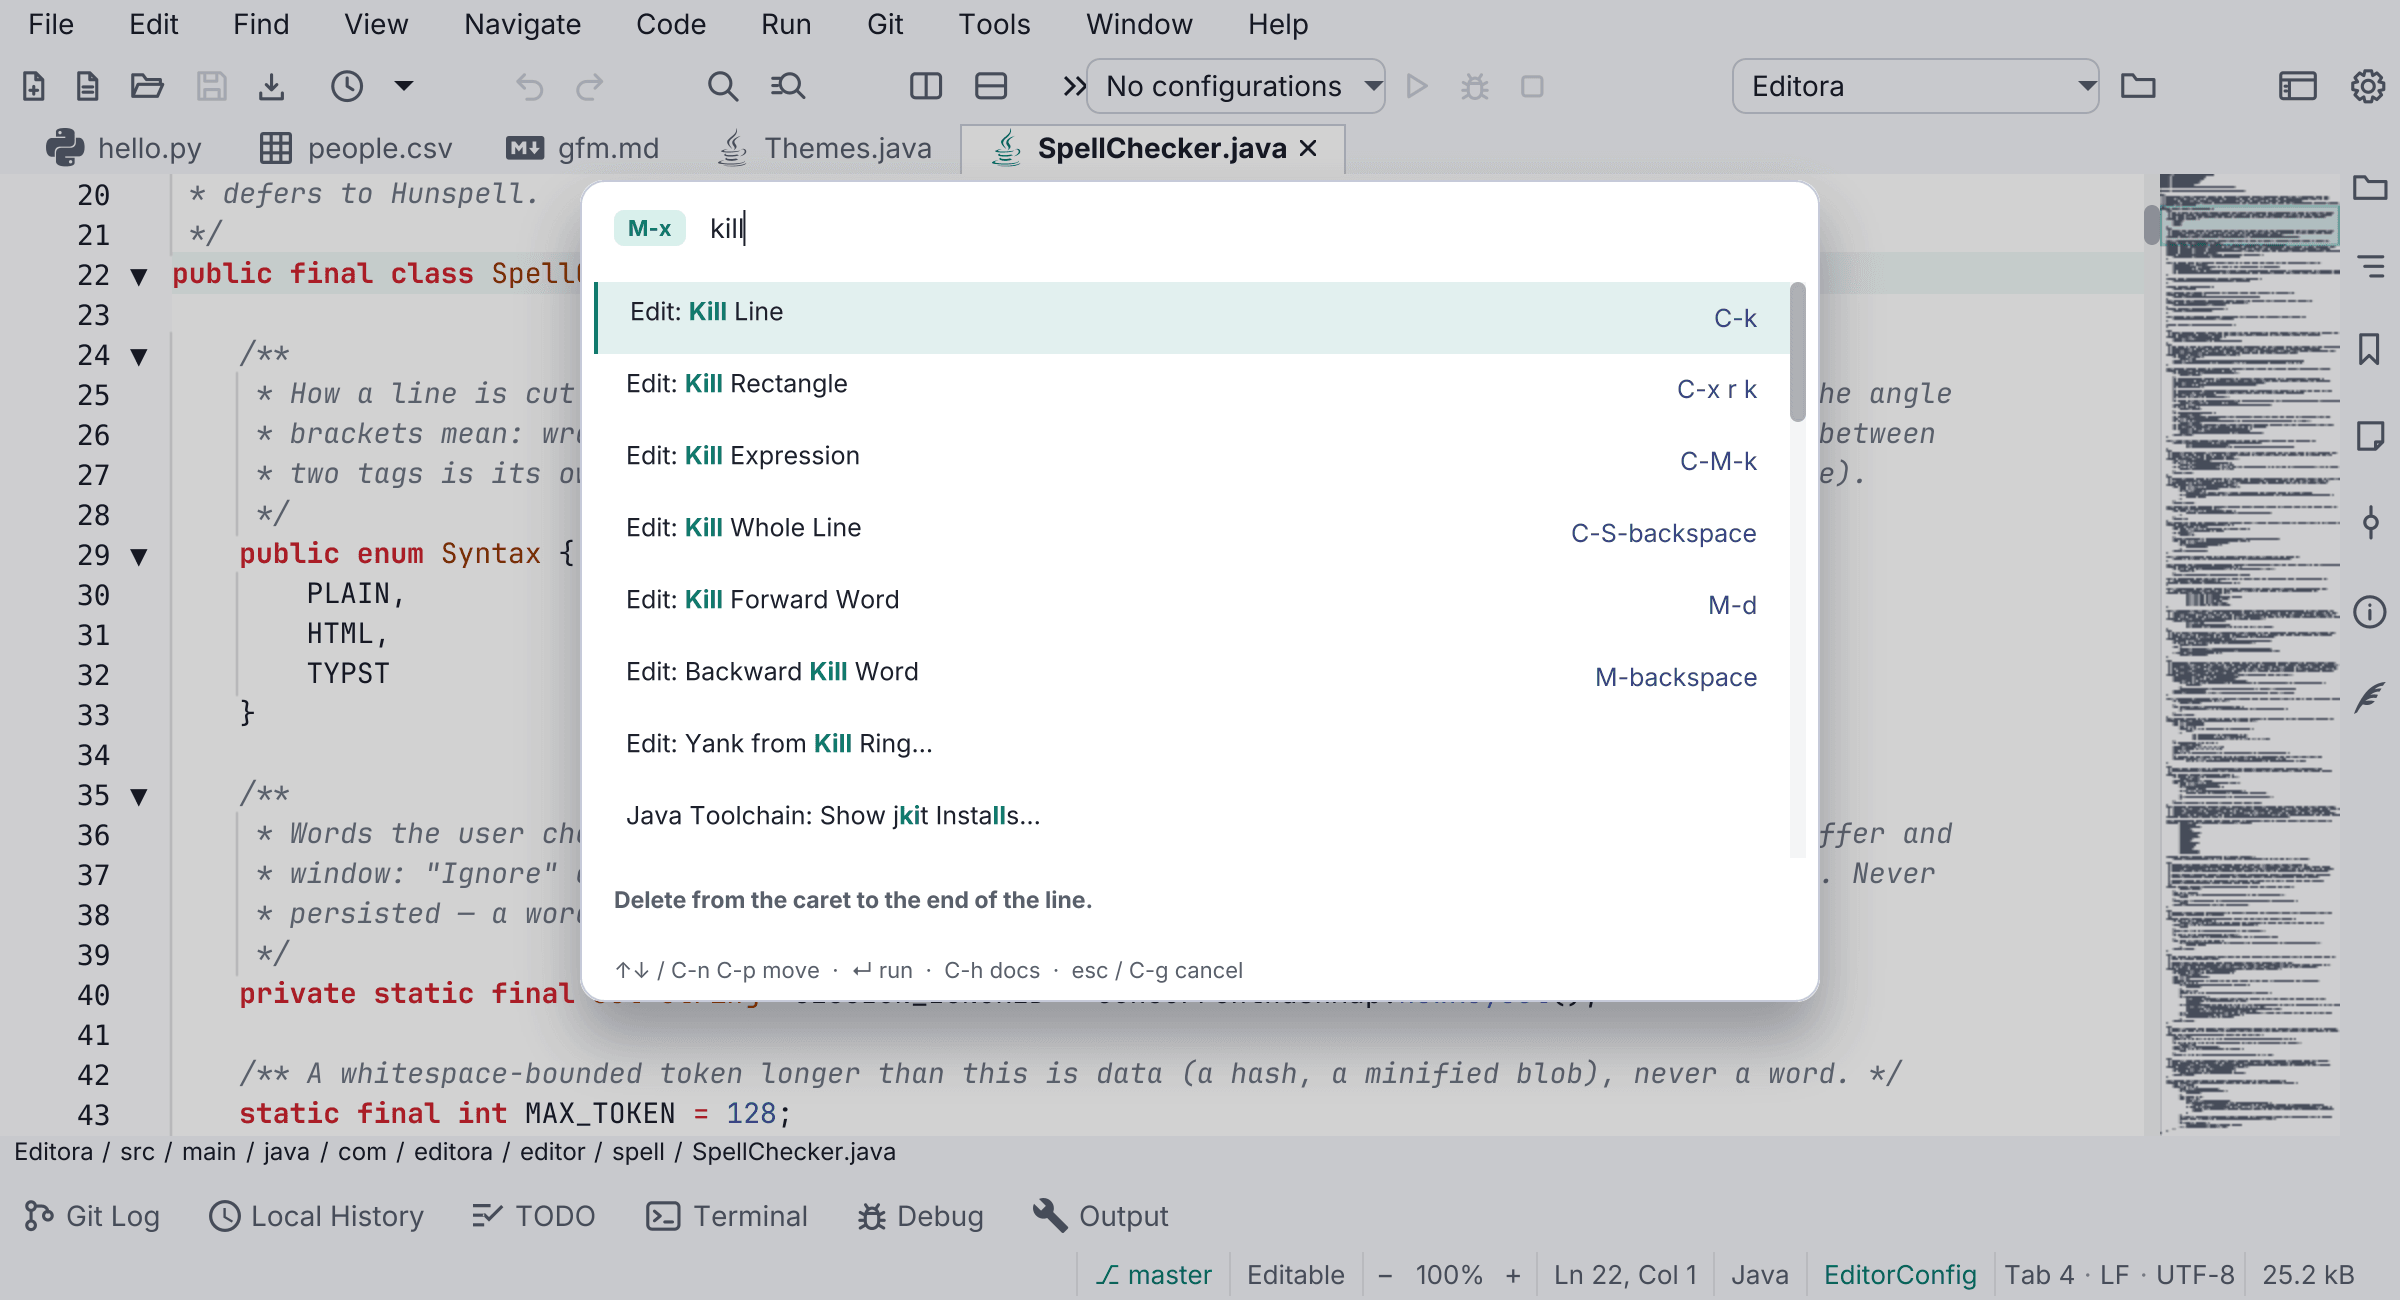 File Edit Find View Navigate Code Run Git Tools Window Help
No configurations Editora
hello.py people.csv gfm.md Themes.java SpellChecker.java
20 * defers to Hunspell.
21 */
M-x kill
22 public final class
23
Edit: Kill Line C-k
24 /**
Edit: Kill Rectangle C-x r k
25 * How a line is cut he angle
26 * brackets mean: between
Edit: Kill Expression C-M-k
27 * two tags is its e).
28 */
Edit: Kill Whole Line C-S-backspace
29 public enum Syntax {
30 PLAIN,
Edit: Kill Forward Word M-d
31 HTML,
32 TYPST
Edit: Backward Kill Word M-backspace
33 }
34
Edit: Yank from Kill Ring...
35 /**
Java Toolchain: Show jkit Installs...
36 * Words the user ffer and
37 * window: "Ignore" . Never
Delete from the caret to the end of the line.
38 * persisted — a
39 */
↑↓ / C-n C-p move · ↵ run · C-h docs · esc / C-g cancel
40 private static final
41
42 /** A whitespace-bounded token longer than this is data (a hash, a minified blob), never a word. */
43 static final int MAX_TOKEN = 128;
Editora / src / main / java / com / editora / editor / spell / SpellChecker.java
Git Log Local History TODO Terminal Debug Output
master Editable − 100% + Ln 22, Col 1 Java EditorConfig Tab 4 · LF · UTF-8 25.2 kB